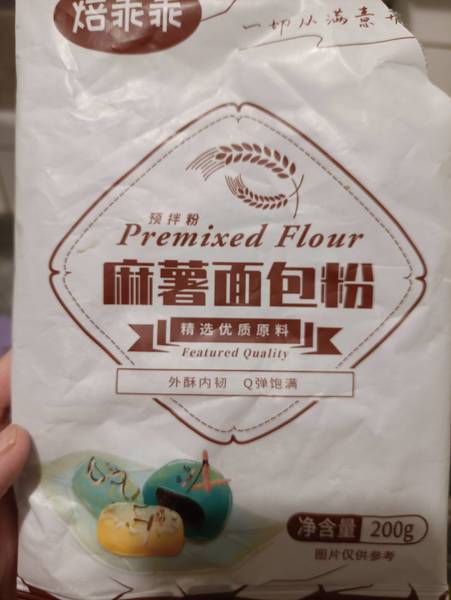 焙乖乖
一切从满意开
预拌粉
Premixed Flour
麻薯面包粉
精选优质原料
Featured Quality
外酥内韧 Q弹饱满
净含量 200g
图片仅供参考